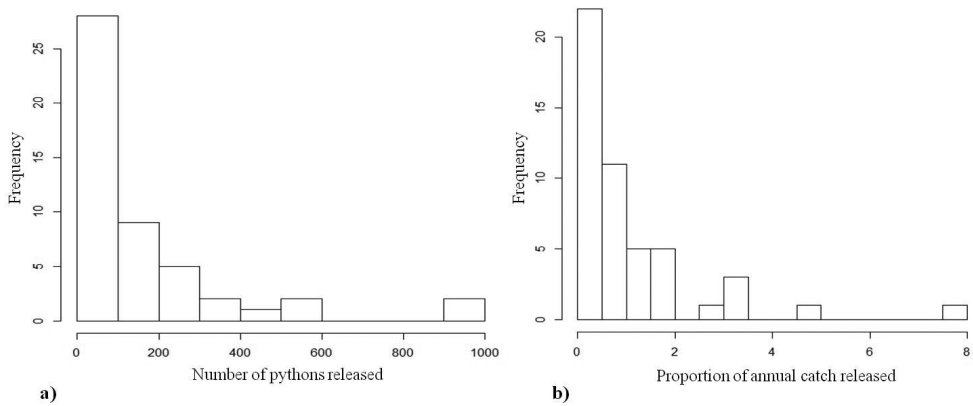 Frequency
25
20
15
10
5
0
0 200 400 600 800 1000
Number of pythons released
a)
Frequency
20
15
10
5
0
0 2 4 6 8
Proportion of annual catch released
b)